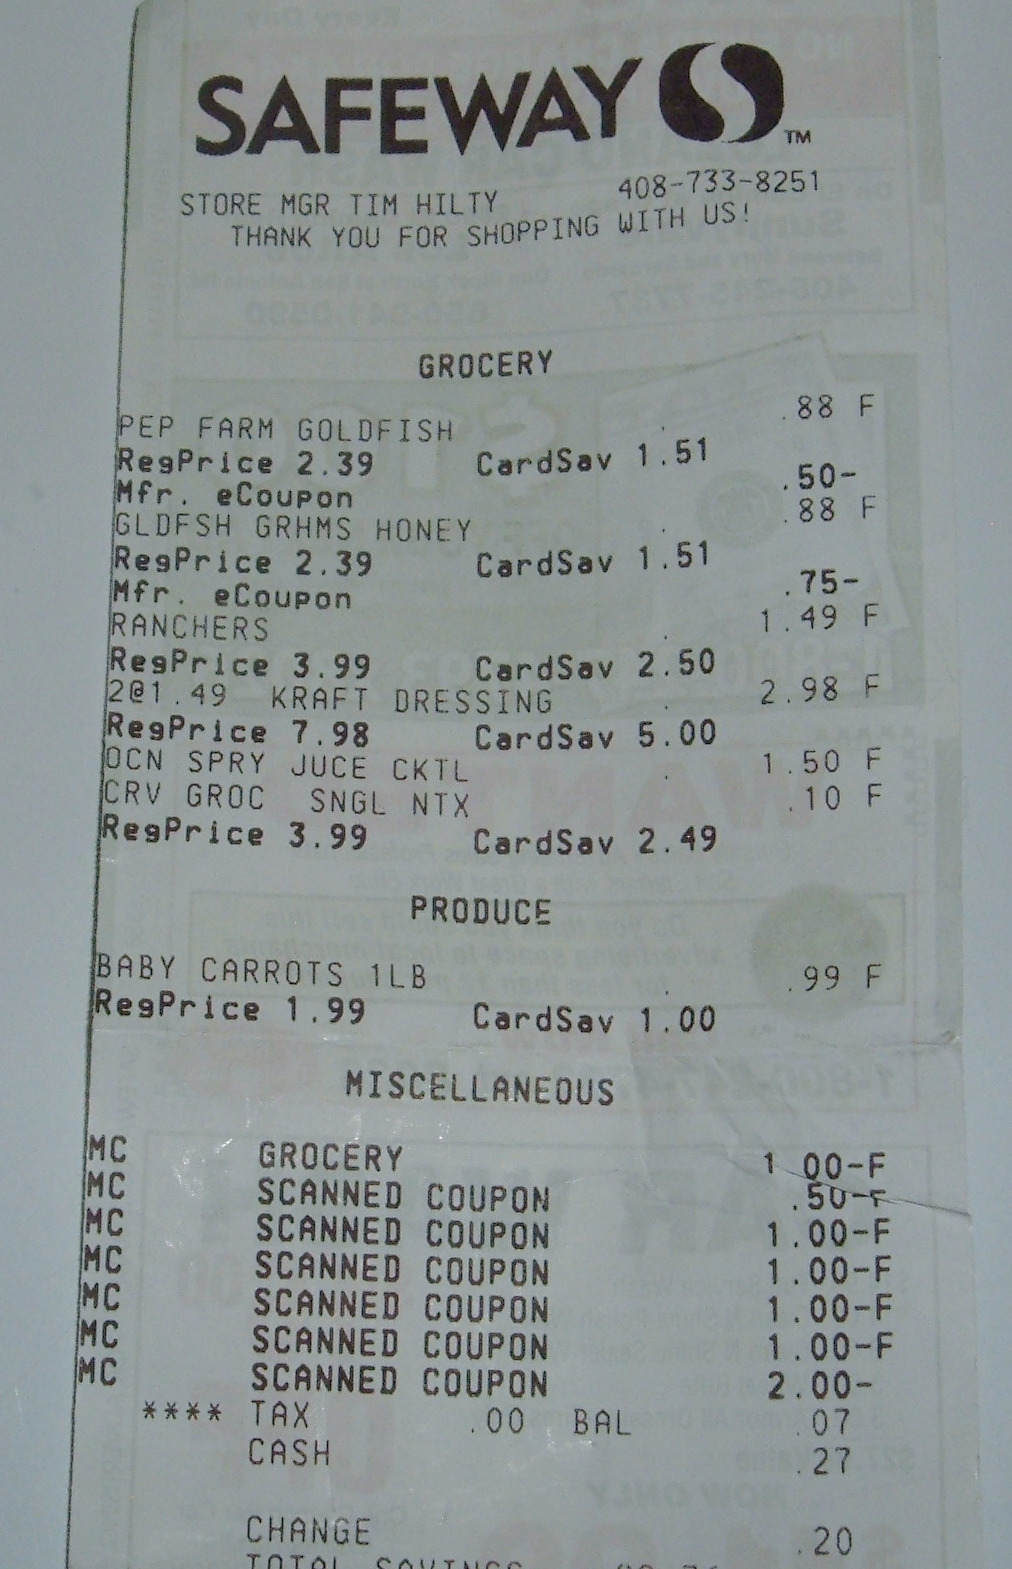 SAFEWAY TM
STORE MGR TIM HILTY 408-733-8251
THANK YOU FOR SHOPPING WITH US!
GROCERY
PEP FARM GOLDFISH .88 F
RegPrice 2.39 CardSav 1.51
Mfr. eCoupon .50-
GLDFSH GRHMS HONEY .88 F
RegPrice 2.39 CardSav 1.51
Mfr. eCoupon .75-
RANCHERS 1.49 F
RegPrice 3.99 CardSav 2.50
2@1.49 KRAFT DRESSING 2.98 F
RegPrice 7.98 CardSav 5.00
OCN SPRY JUCE CKTL 1.50 F
CRV GROC SNGL NTX .10 F
RegPrice 3.99 CardSav 2.49
PRODUCE
BABY CARROTS 1LB .99 F
RegPrice 1.99 CardSav 1.00
MISCELLANEOUS
MC GROCERY 1.00-F
MC SCANNED COUPON .50-F
MC SCANNED COUPON 1.00-F
MC SCANNED COUPON 1.00-F
MC SCANNED COUPON 1.00-F
MC SCANNED COUPON 1.00-F
MC SCANNED COUPON 2.00-
**** TAX .00 BAL .07
CASH .27
CHANGE .20
TOTAL SAVINGS